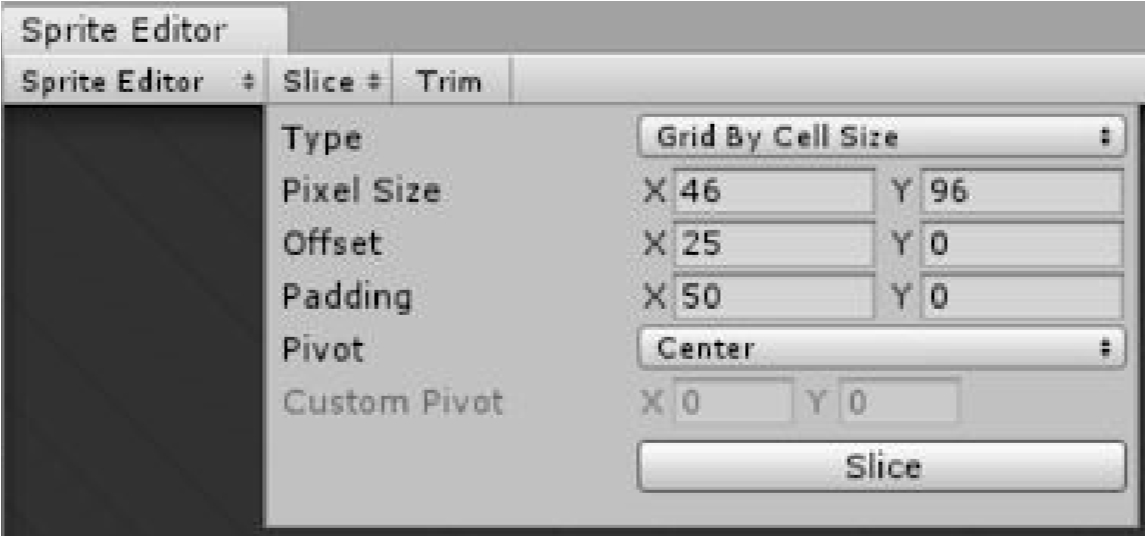 Sprite Editor
Sprite Editor Slice Trim
Type Grid By Cell Size
Pixel Size X 46 Y 96
Offset X 25 Y 0
Padding X 50 Y 0
Pivot Center
Custom Pivot X 0 Y 0
Slice